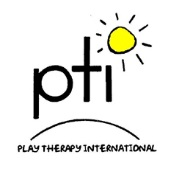 pti
PLAY THERAPY INTERNATIONAL